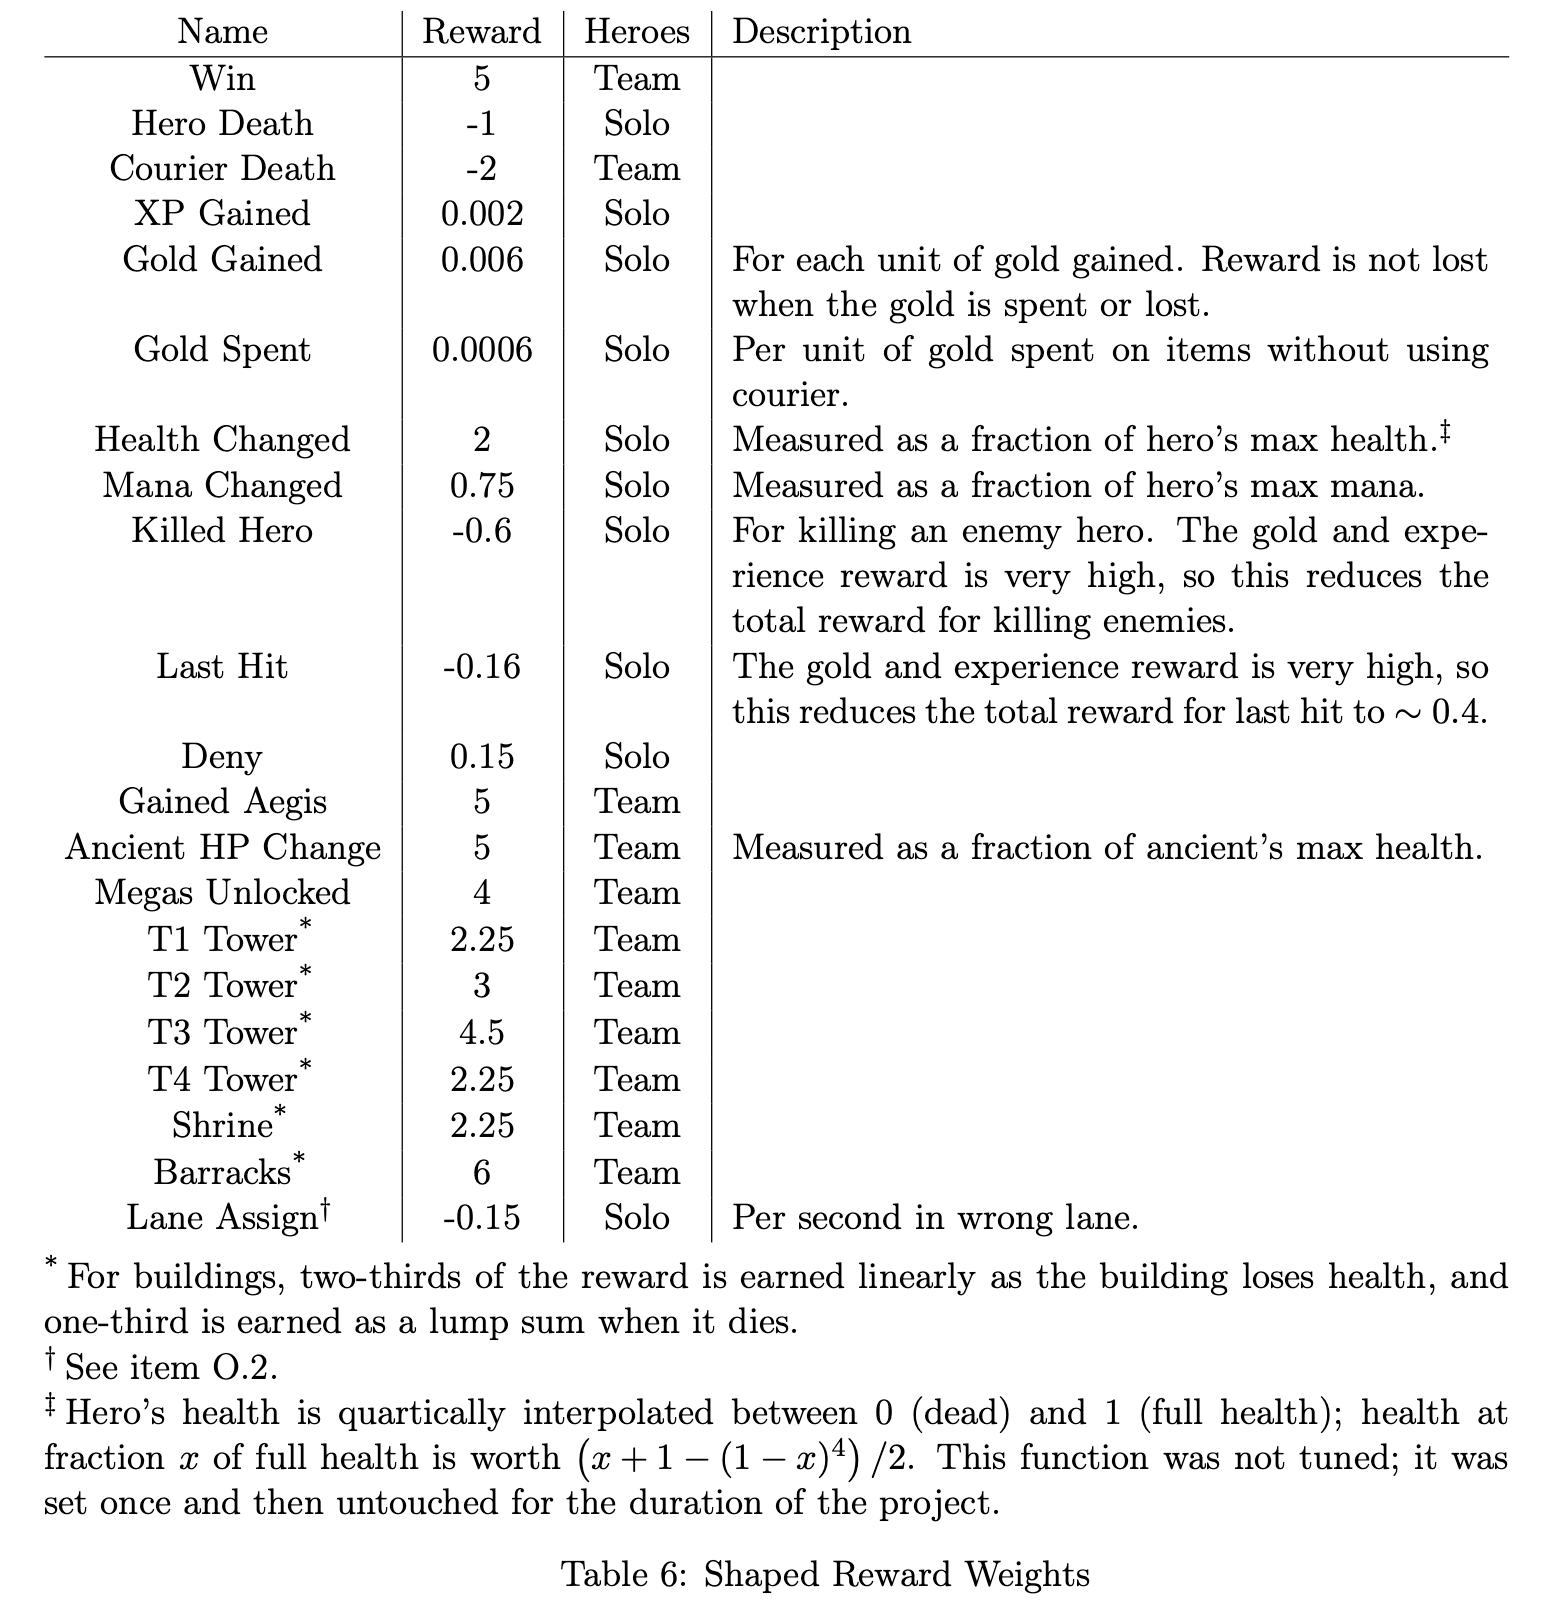 Name Reward Heroes Description
Win 5 Team
Hero Death -1 Solo
Courier Death -2 Team
XP Gained 0.002 Solo
Gold Gained 0.006 Solo For each unit of gold gained. Reward is not lost
when the gold is spent or lost.
Gold Spent 0.0006 Solo Per unit of gold spent on items without using
courier.
Health Changed 2 Solo Measured as a fraction of hero's max health.‡
Mana Changed 0.75 Solo Measured as a fraction of hero's max mana.
Killed Hero -0.6 Solo For killing an enemy hero. The gold and expe-
rience reward is very high, so this reduces the
total reward for killing enemies.
Last Hit -0.16 Solo The gold and experience reward is very high, so
this reduces the total reward for last hit to ∼ 0.4.
Deny 0.15 Solo
Gained Aegis 5 Team
Ancient HP Change 5 Team Measured as a fraction of ancient's max health.
Megas Unlocked 4 Team
T1 Tower* 2.25 Team
T2 Tower* 3 Team
T3 Tower* 4.5 Team
T4 Tower* 2.25 Team
Shrine* 2.25 Team
Barracks* 6 Team
Lane Assign† -0.15 Solo Per second in wrong lane.
* For buildings, two-thirds of the reward is earned linearly as the building loses health, and
one-third is earned as a lump sum when it dies.
† See item O.2.
‡ Hero's health is quartically interpolated between 0 (dead) and 1 (full health); health at
fraction x of full health is worth (x + 1 − (1 − x)⁴) /2. This function was not tuned; it was
set once and then untouched for the duration of the project.
Table 6: Shaped Reward Weights